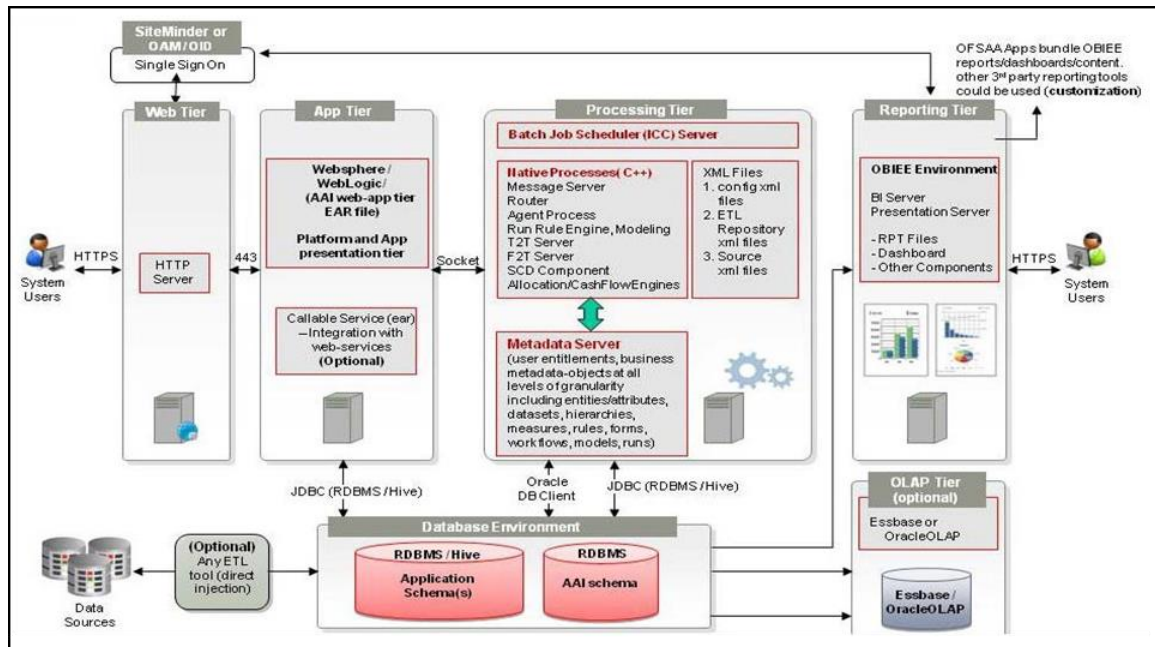 SiteMinder or
OAM/OID
Single Sign On
OFSAA Apps bundle OBIEE
reports/dashboards/content.
other 3rd party reporting tools
could be used (customization)
Web Tier
HTTP
Server
App Tier
Websphere /
WebLogic/
(AAI web-app tier
EAR file)
Platform and App
presentation tier
Callable Service (ear)
–Integration with
web-services
(Optional)
Processing Tier
Batch Job Scheduler (ICC) Server
Native Processes( C++)
Message Server
Router
Agent Process
Run Rule Engine, Modeling
T2T Server
F2T Server
SCD Component
Allocation/CashFlowEngines
XML Files
1. config xml
files
2. ETL
Repository
xml files
3. Source
xml files
Metadata Server
(user entitlements, business
metadata-objects at all
levels of granularity
including entities/attributes,
datasets, hierarchies,
measures, rules, forms,
workflows, models, runs)
Reporting Tier
OBIEE Environment
BI Server
Presentation Server
- RPT Files
- Dashboard
- Other Components
HTTPS
System
Users
443
Socket
HTTPS
System
Users
JDBC (RDBMS /Hive)
Oracle
DB Client
JDBC (RDBMS /Hive)
Data
Sources
(Optional)
Any ETL
tool (direct
injection)
Database Environment
RDBMS / Hive
Application
Schema(s)
RDBMS
AAI schema
OLAP Tier
(optional)
Essbase or
OracleOLAP
Essbase /
OracleOLAP